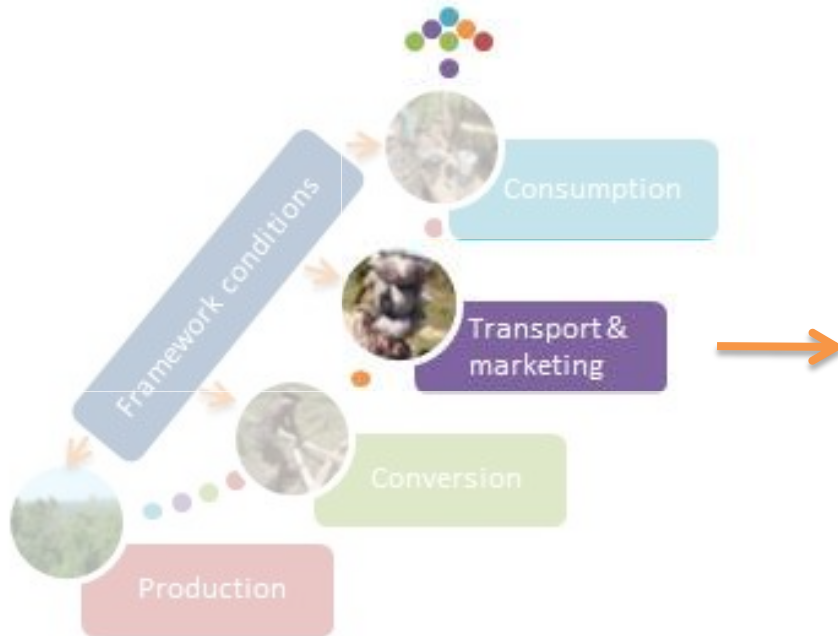 Consumption
Framework conditions
Transport &
marketing
Conversion
Production